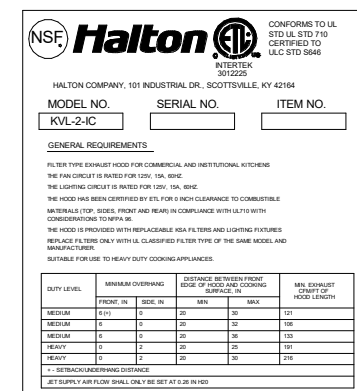 NSF.
Halton
INTERTEK
3012225
CONFORMS TO UL
STD UL STD 710
CERTIFIED TO
ULC STD S646
HALTON COMPANY, 101 INDUSTRIAL DR., SCOTTSVILLE, KY 42164
MODEL NO. SERIAL NO. ITEM NO.
KVL-2-IC
GENERAL REQUIREMENTS
FILTER TYPE EXHAUST HOOD FOR COMMERCIAL AND INSTITUTIONAL KITCHENS
THE FAN CIRCUIT IS RATED FOR 125V, 15A, 60HZ.
THE LIGHTING CIRCUIT IS RATED FOR 125V, 15A, 60HZ.
THE HOOD HAS BEEN CERTIFIED BY ETL FOR 0 INCH CLEARANCE TO COMBUSTIBLE
MATERIALS (TOP, SIDES, FRONT AND REAR) IN COMPLIANCE WITH UL710 WITH
CONSIDERATIONS TO NFPA 96.
THE HOOD IS PROVIDED WITH REPLACEABLE KSA FILTERS AND LIGHTING FIXTURES
REPLACE FILTERS ONLY WITH UL CLASSIFIED FILTER TYPE OF THE SAME MODEL AND
MANUFACTURER.
SUITABLE FOR USE TO HEAVY DUTY COOKING APPLIANCES.
DUTY LEVEL MINIMUM OVERHANG DISTANCE BETWEEN FRONT EDGE OF HOOD AND COOKING SURFACE, IN MIN. EXHAUST CFM/FT OF HOOD LENGTH
FRONT, IN SIDE, IN MIN MAX
MEDIUM 6 (+) 0 20 30 121
MEDIUM 6 0 20 32 106
MEDIUM 6 0 20 36 133
HEAVY 0 2 20 25 191
HEAVY 0 2 20 30 216
+ - SETBACK/UNDERHANG DISTANCE
JET SUPPLY AIR FLOW SHALL ONLY BE SET AT 0.26 IN H20